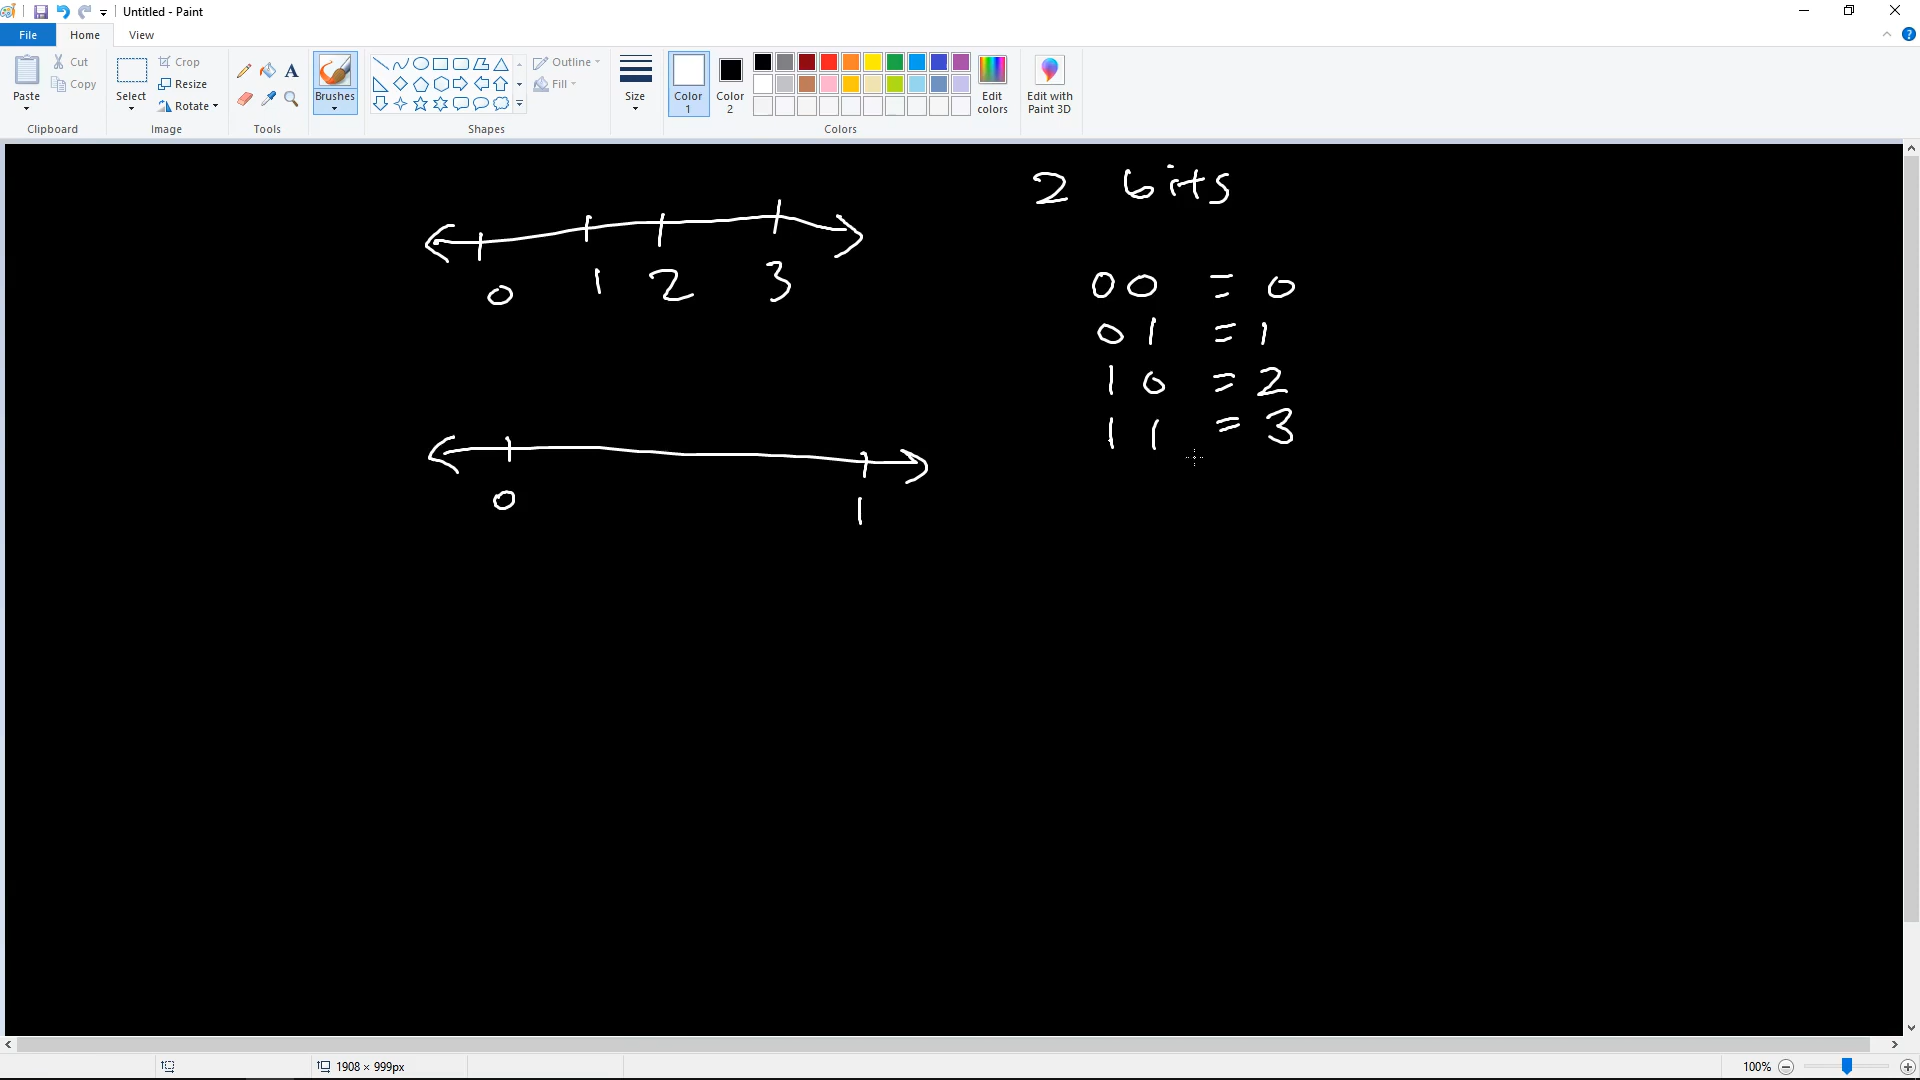 Untitled - Paint
File Home View
Paste Cut Copy Clipboard
Select Crop Resize Rotate Image
A Tools
Brushes
Shapes Outline Fill
Size
Color 1 Color 2 Edit colors Colors
Edit with Paint 3D
2 bits
0 1 2 3
00 = 0
01 = 1
10 = 2
11 = 3
0 1
1908 × 999px
100%